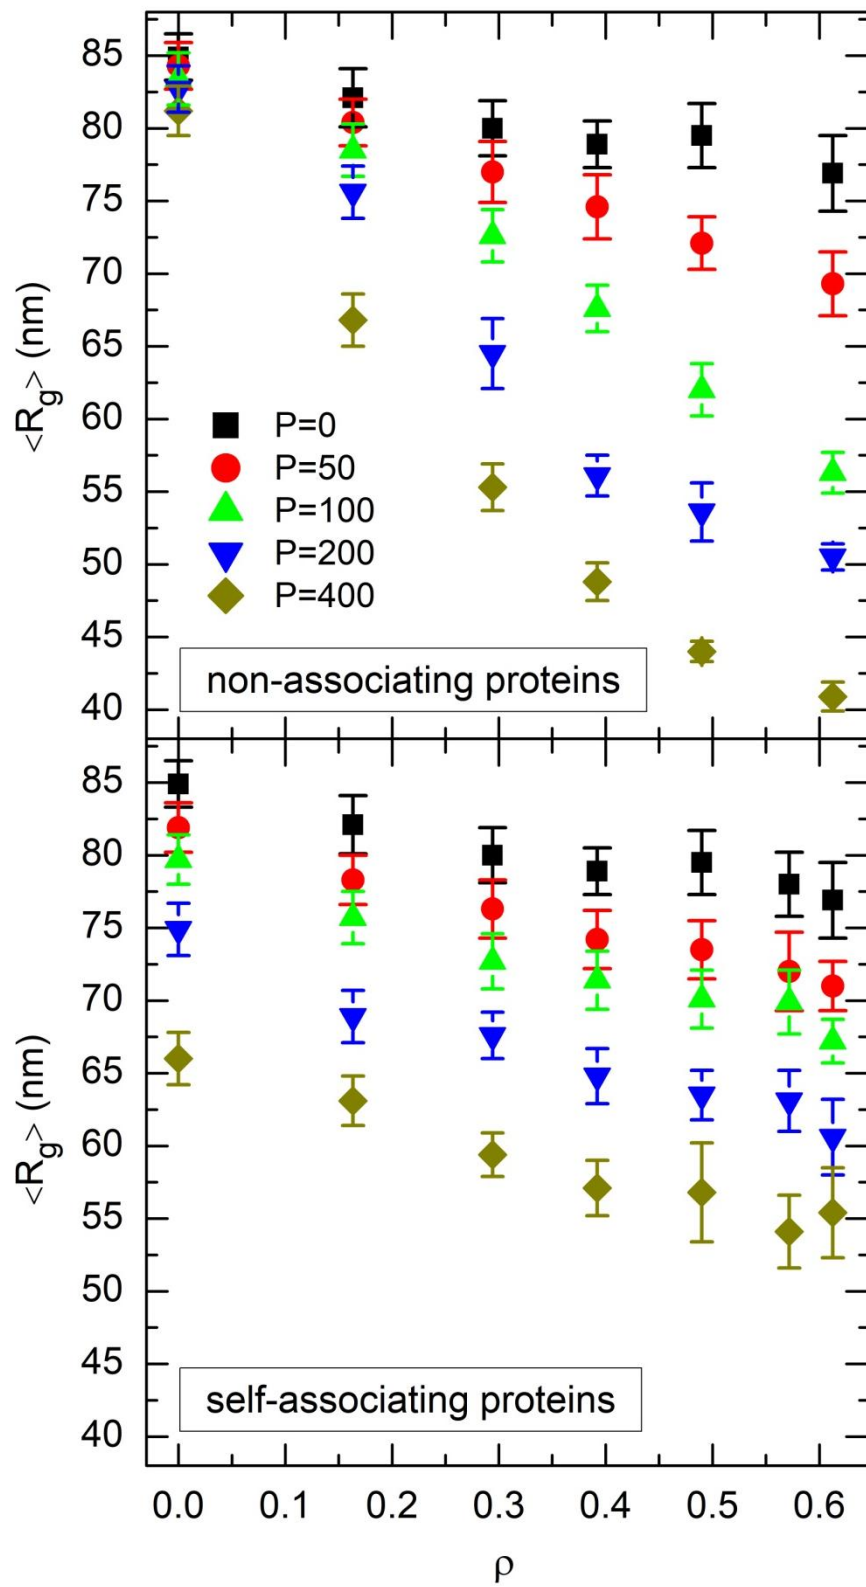 85
80
75
70
65
60
55
50
45
40
<R_g> (nm)
P=0
P=50
P=100
P=200
P=400
non-associating proteins
85
80
75
70
65
60
55
50
45
40
<R_g> (nm)
self-associating proteins
0.0 0.1 0.2 0.3 0.4 0.5 0.6
ρ